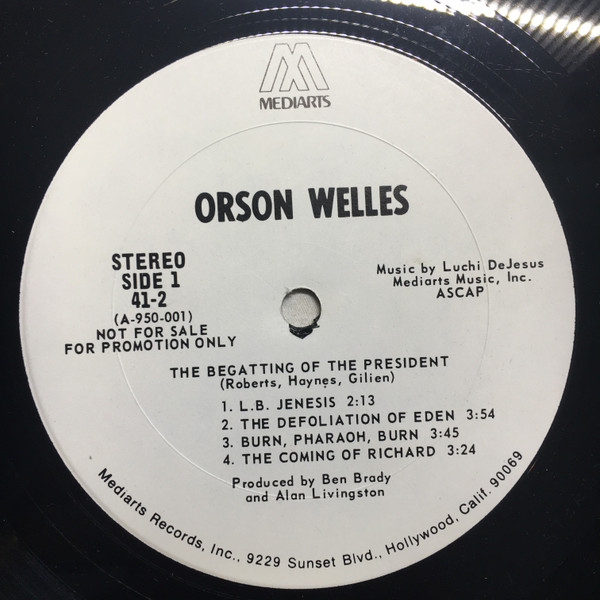 MEDIARTS
ORSON WELLES
STEREO
SIDE 1
41-2
(A-950-001)
NOT FOR SALE
FOR PROMOTION ONLY
Music by Luchi DeJesus
Mediarts Music, Inc.
ASCAP
THE BEGATTING OF THE PRESIDENT
(Roberts, Haynes, Gilien)
1. L.B. JENESIS 2:13
2. THE DEFOLIATION OF EDEN 3:54
3. BURN, PHARAOH, BURN 3:45
4. THE COMING OF RICHARD 3:24
Produced by Ben Brady
and Alan Livingston
Mediarts Records, Inc., 9229 Sunset Blvd., Hollywood, Calif. 90069